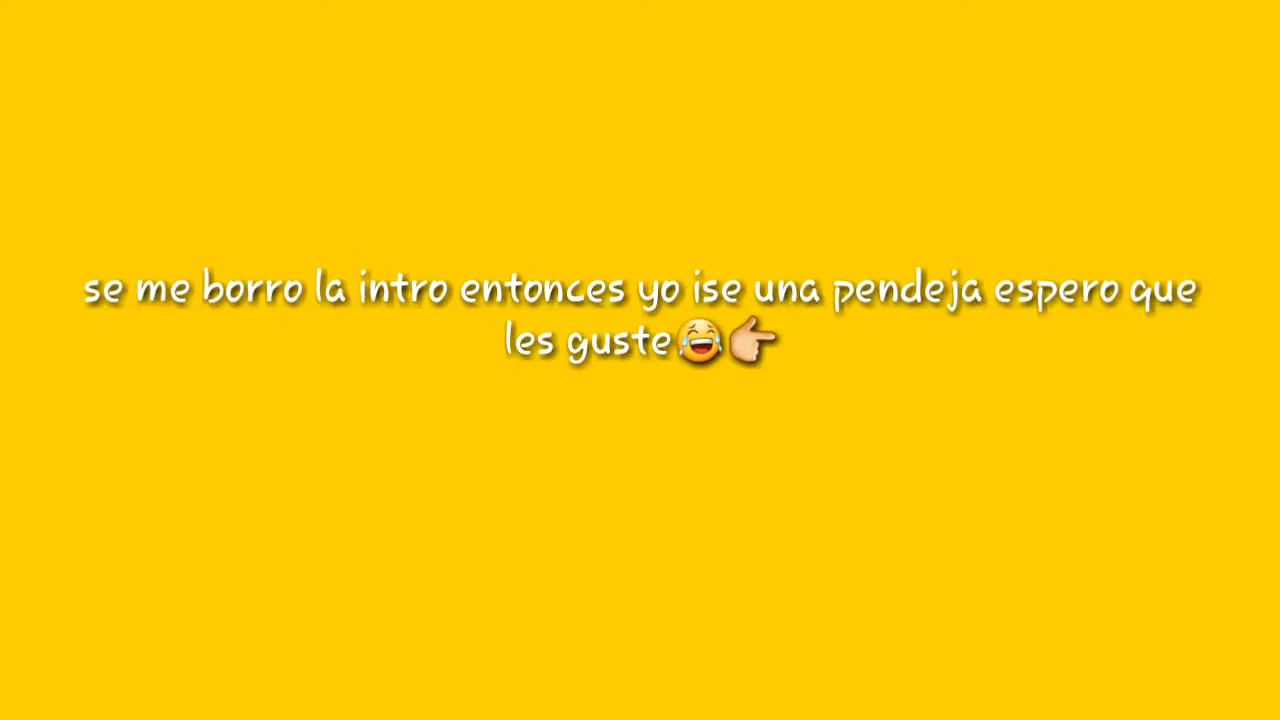 se me borro la intro entonces yo ise una pendeja espero que
les guste😂👉